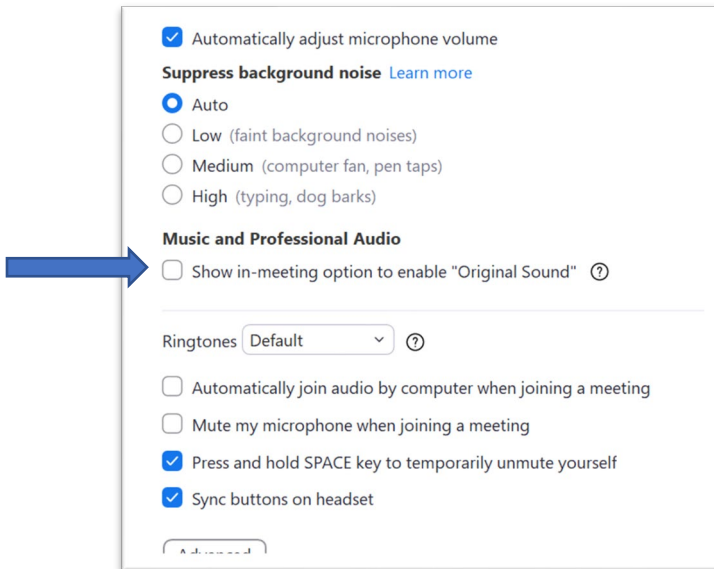 Automatically adjust microphone volume
Suppress background noise Learn more
Auto
Low (faint background noises)
Medium (computer fan, pen taps)
High (typing, dog barks)
Music and Professional Audio
Show in-meeting option to enable "Original Sound" ?
Ringtones Default ?
Automatically join audio by computer when joining a meeting
Mute my microphone when joining a meeting
Press and hold SPACE key to temporarily unmute yourself
Sync buttons on headset
Advanced